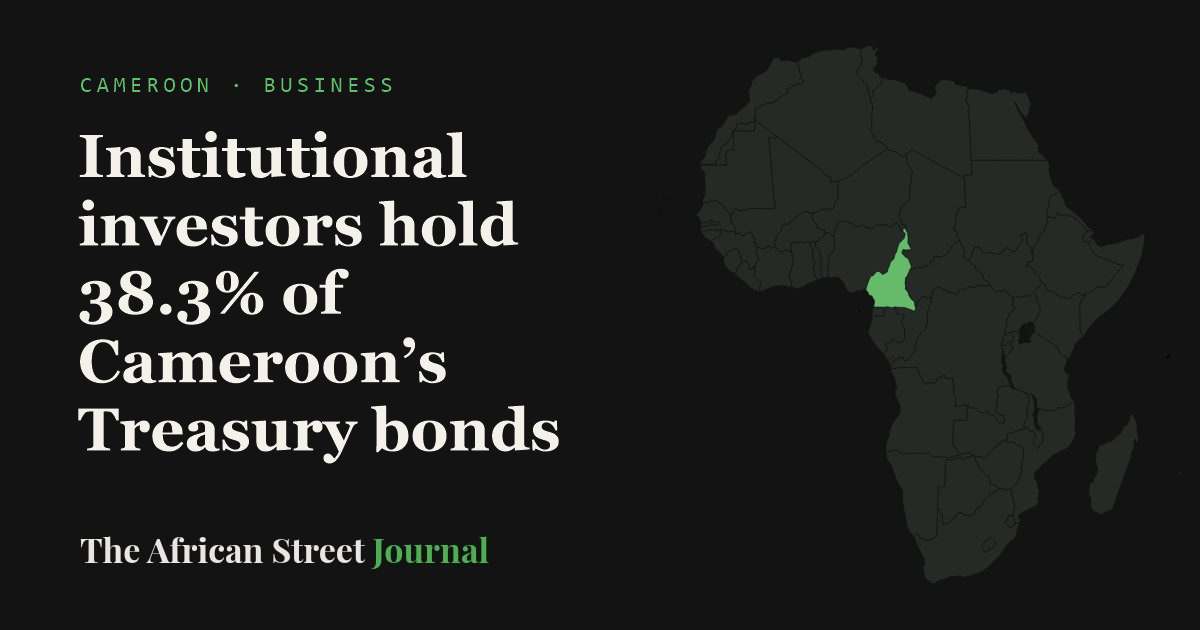 CAMEROON · BUSINESS
Institutional
investors hold
38.3% of
Cameroon’s
Treasury bonds
The African Street Journal